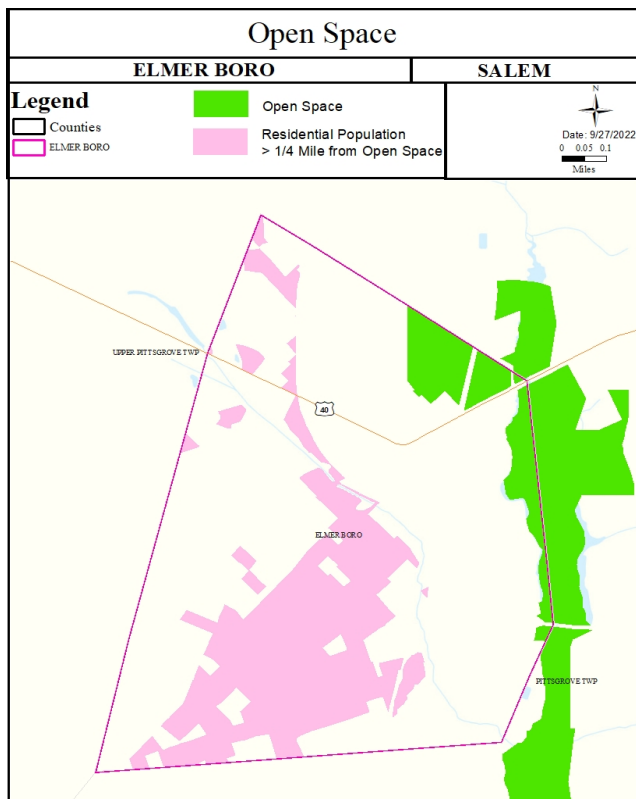 Open Space
ELMER BORO
SALEM
Legend
Counties
ELMER BORO
Open Space
Residential Population
> 1/4 Mile from Open Space
N
Date: 9/27/2022
0 0.05 0.1
Miles
UPPER PITTSGROVE TWP
40
ELMER BORO
PITTSGROVE TWP